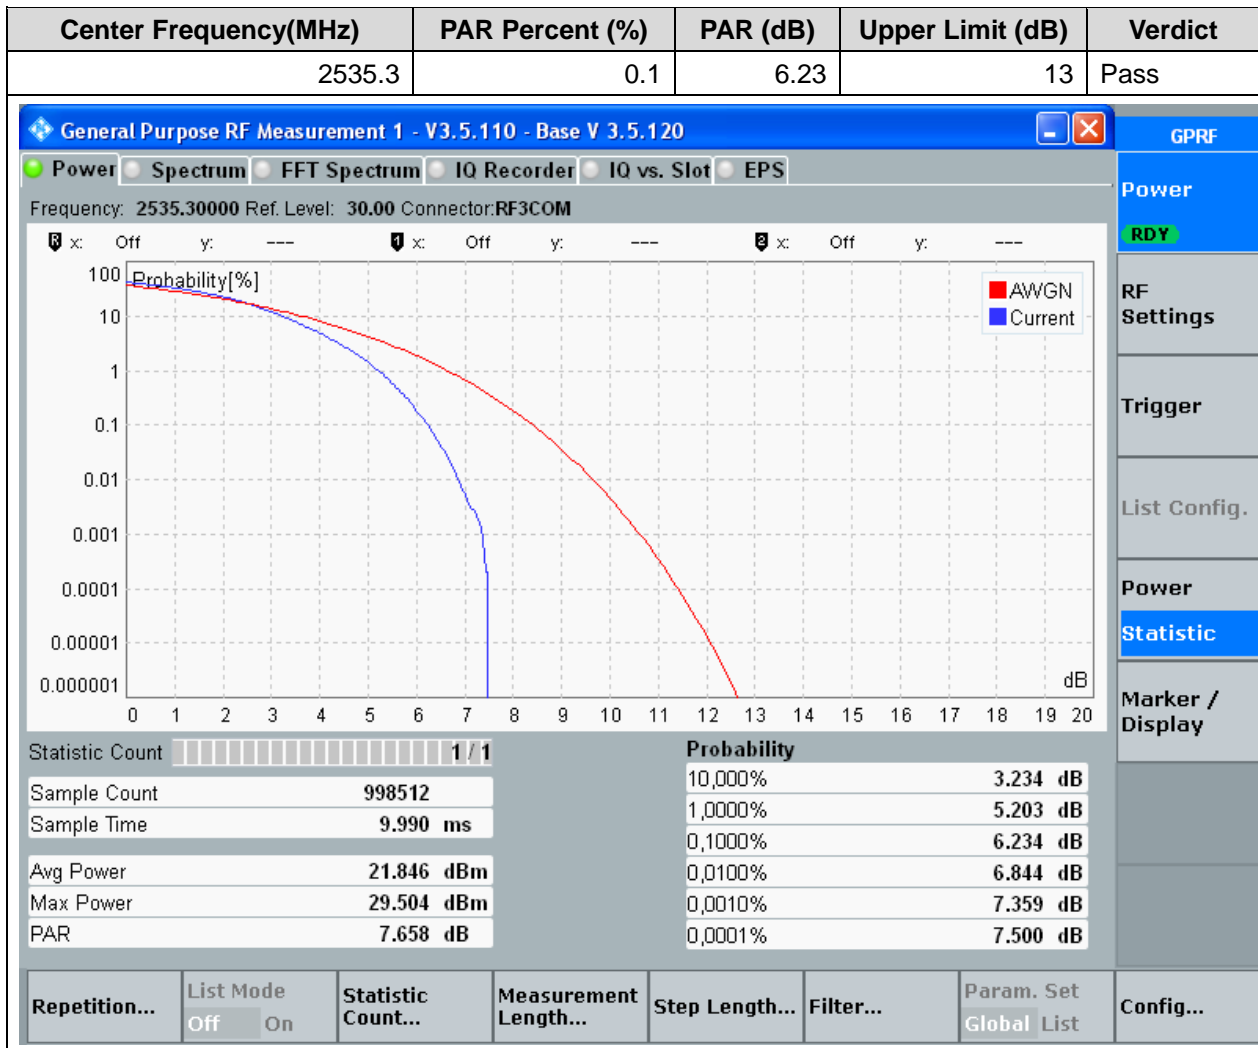 Center Frequency(MHz) PAR Percent (%) PAR (dB) Upper Limit (dB) Verdict
2535.3 0.1 6.23 13 Pass
General Purpose RF Measurement 1 - V3.5.110 - Base V 3.5.120
GPRF
Power Spectrum FFT Spectrum IQ Recorder IQ vs. Slot EPS
Frequency: 2535.30000 Ref. Level: 30.00 Connector:RF3COM
Power
RDY
R x: Off y: --- 1 x: Off y: --- 2 x: Off y: ---
Probability[%]
AWGN
Current
100
10
1
0.1
0.01
0.001
0.0001
0.00001
0.000001
dB
0 1 2 3 4 5 6 7 8 9 10 11 12 13 14 15 16 17 18 19 20
RF
Settings
Trigger
List Config.
Power
Statistic
Marker /
Display
Statistic Count 1 / 1
Sample Count 998512
Sample Time 9.990 ms
Avg Power 21.846 dBm
Max Power 29.504 dBm
PAR 7.658 dB
Probability
10,000% 3.234 dB
1,0000% 5.203 dB
0,1000% 6.234 dB
0,0100% 6.844 dB
0,0010% 7.359 dB
0,0001% 7.500 dB
Repetition...
List Mode
Off On
Statistic
Count...
Measurement
Length...
Step Length...
Filter...
Param. Set
Global List
Config...